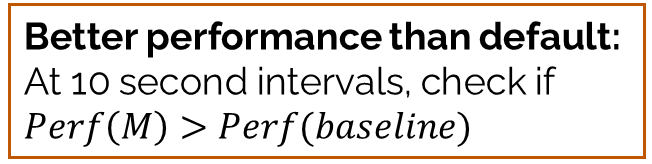 Better performance than default:
At 10 second intervals, check if
Perf(M) > Perf(baseline)